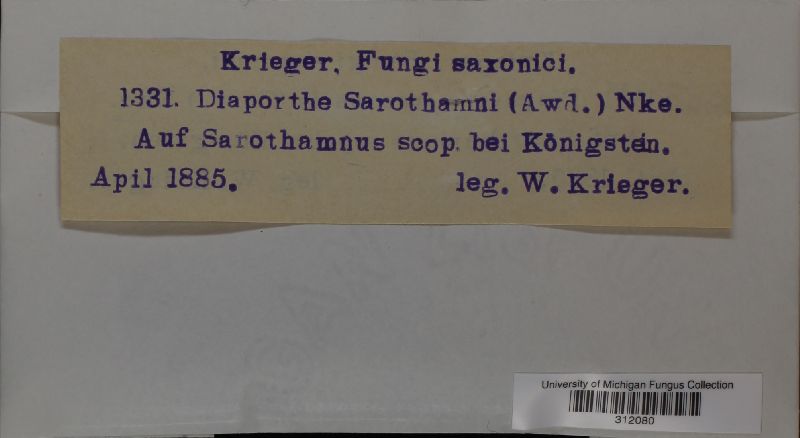 Krieger, Fungi saxonici.
1331. Diaporthe Sarothamni (Awd.) Nke.
Auf Sarothamnus scop. bei Königstein.
Apil 1885.
leg. W. Krieger.
University of Michigan Fungus Collection
312080